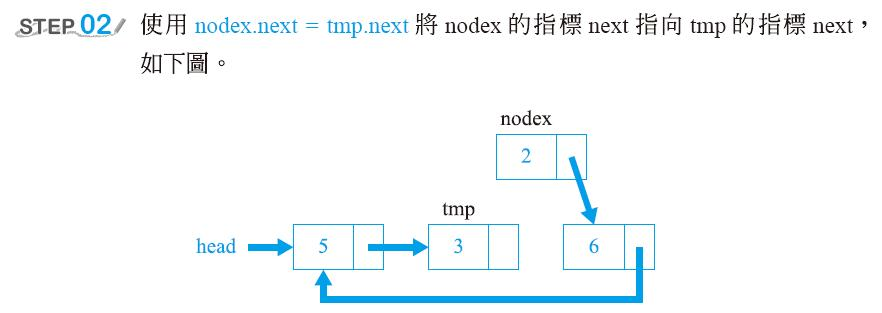 STEP 02 使用 nodex.next = tmp.next 將 nodex 的指標 next 指向 tmp 的指標 next，
如下圖。
nodex
2
tmp
head 5 3 6